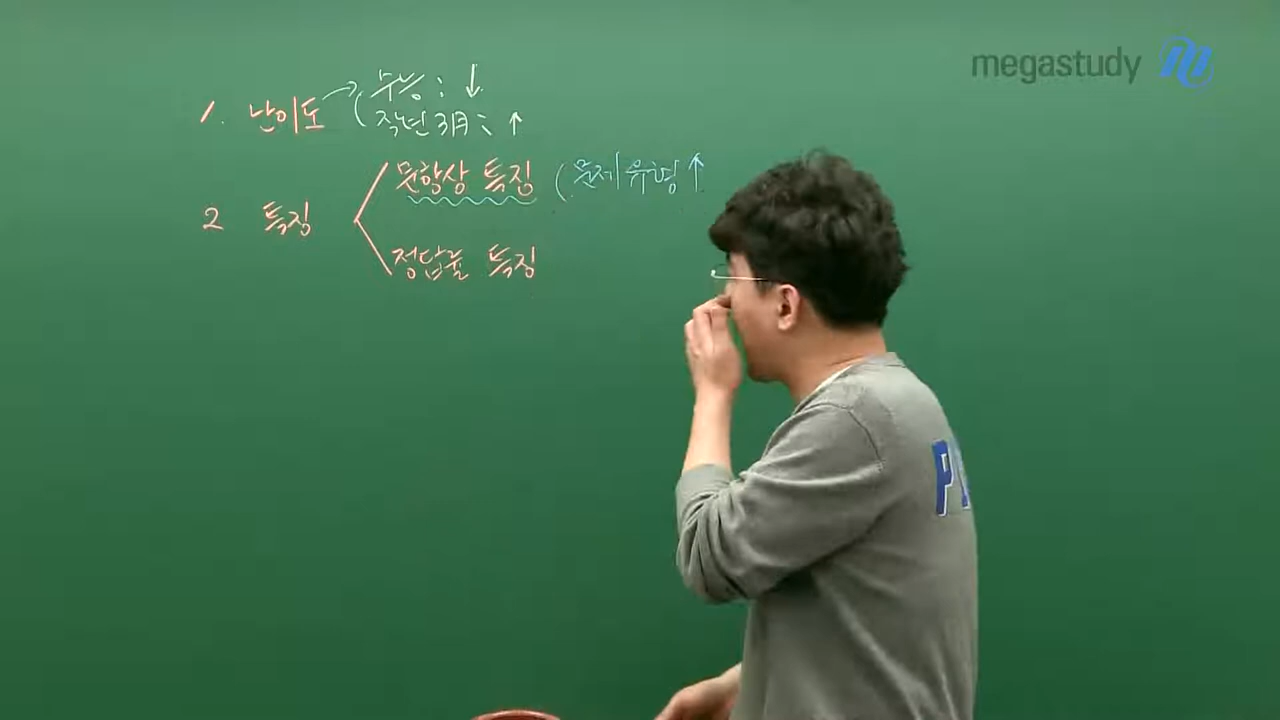 megastudy
수능 : ↓
1. 난이도 → ( 작년 3月 : ↑
문항상 특징 ( 문제 유형 ↑
2 특징 <
정답률 특징
P